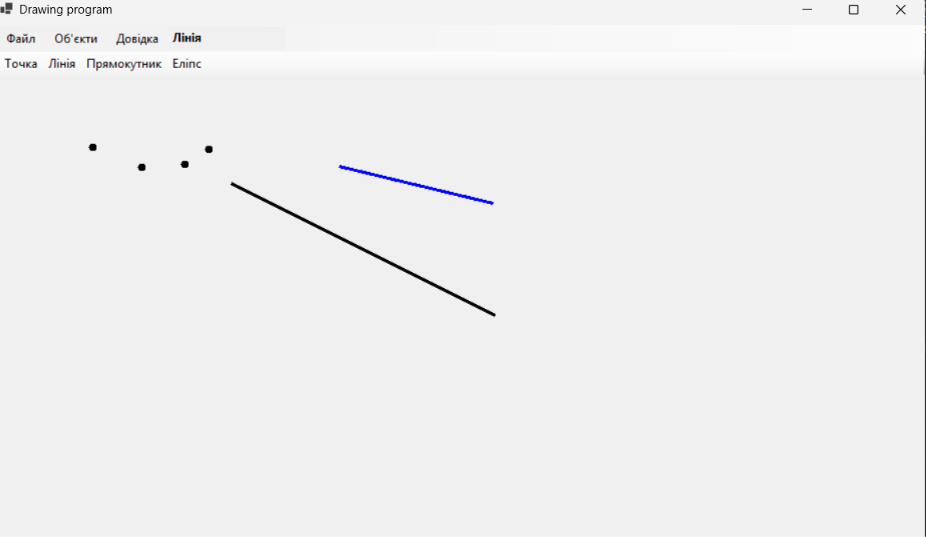 Drawing program
Файл Об'єкти Довідка Лінія
Точка Лінія Прямокутник Еліпс